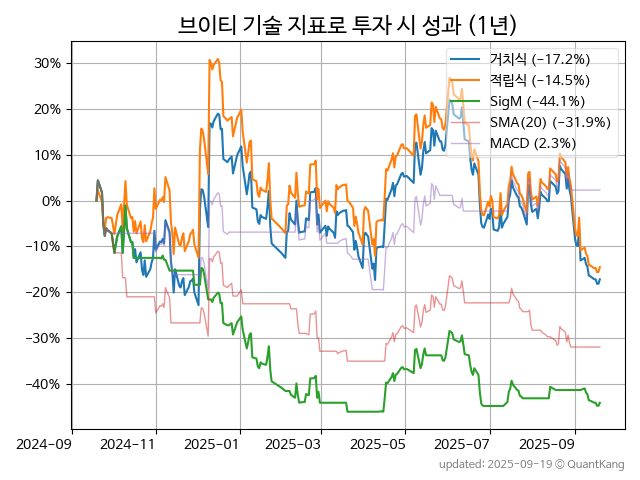 브이티 기술 지표로 투자 시 성과 (1년)
거치식 (−17.2%)
적립식 (−14.5%)
SigM (−44.1%)
SMA(20) (−31.9%)
MACD (2.3%)
30%
20%
10%
0%
−10%
−20%
−30%
−40%
2024-09 2024-11 2025-01 2025-03 2025-05 2025-07 2025-09
updated: 2025-09-19 © QuantKang